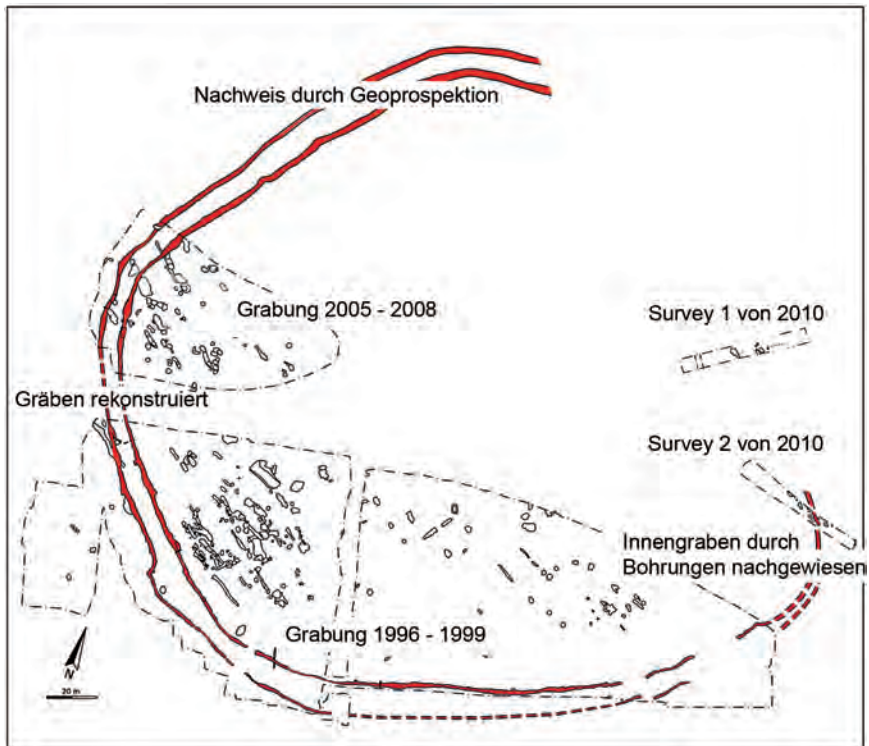 Nachweis durch Geoprospektion
Grabung 2005 - 2008
Survey 1 von 2010
Gräben rekonstruiert
Survey 2 von 2010
Innengraben durch
Bohrungen nachgewiesen
Grabung 1996 - 1999
N
20 m